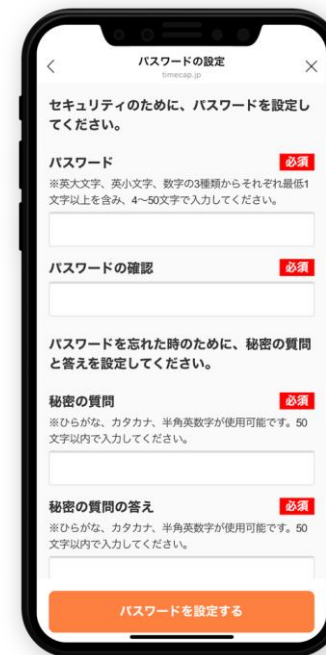 パスワードの設定
timecap.jp
セキュリティのために、パスワードを設定し
てください。
パスワード 必須
※英大文字、英小文字、数字の3種類からそれぞれ最低1
文字以上を含み、4〜50文字で入力してください。
パスワードの確認 必須
パスワードを忘れた時のために、秘密の質問
と答えを設定してください。
秘密の質問 必須
※ひらがな、カタカナ、半角英数字が使用可能です。50
文字以内で入力してください。
秘密の質問の答え 必須
※ひらがな、カタカナ、半角英数字が使用可能です。50
文字以内で入力してください。
パスワードを設定する